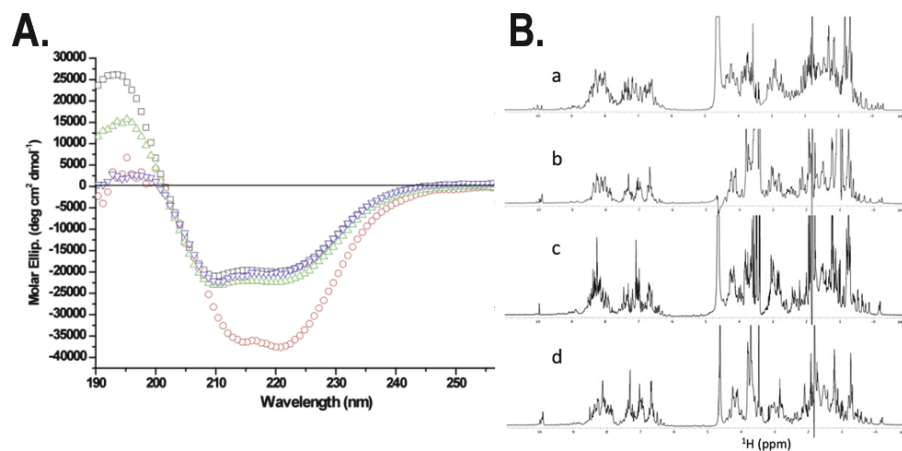 A.
B.
30000
25000
20000
15000
10000
5000
0
-5000
-10000
-15000
-20000
-25000
-30000
-35000
-40000
Molar Ellip. (deg cm² dmol⁻¹)
190 200 210 220 230 240 250
Wavelength (nm)
a
b
c
d
¹H (ppm)